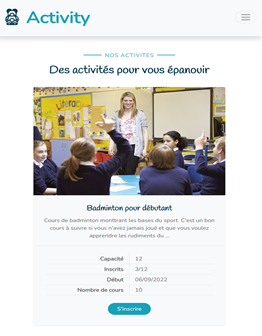 Activity
NOS ACTIVITES
Des activités pour vous épanouir
Literacy
Badminton pour débutant
Cours de badminton montrant les bases du sport. C'est un bon
cours à suivre si vous n'avez jamais joué et que vous voulez
apprendre les rudiments du ...
Capacité 12
Inscrits 3/12
Début 06/09/2022
Nombre de cours 10
S'inscrire